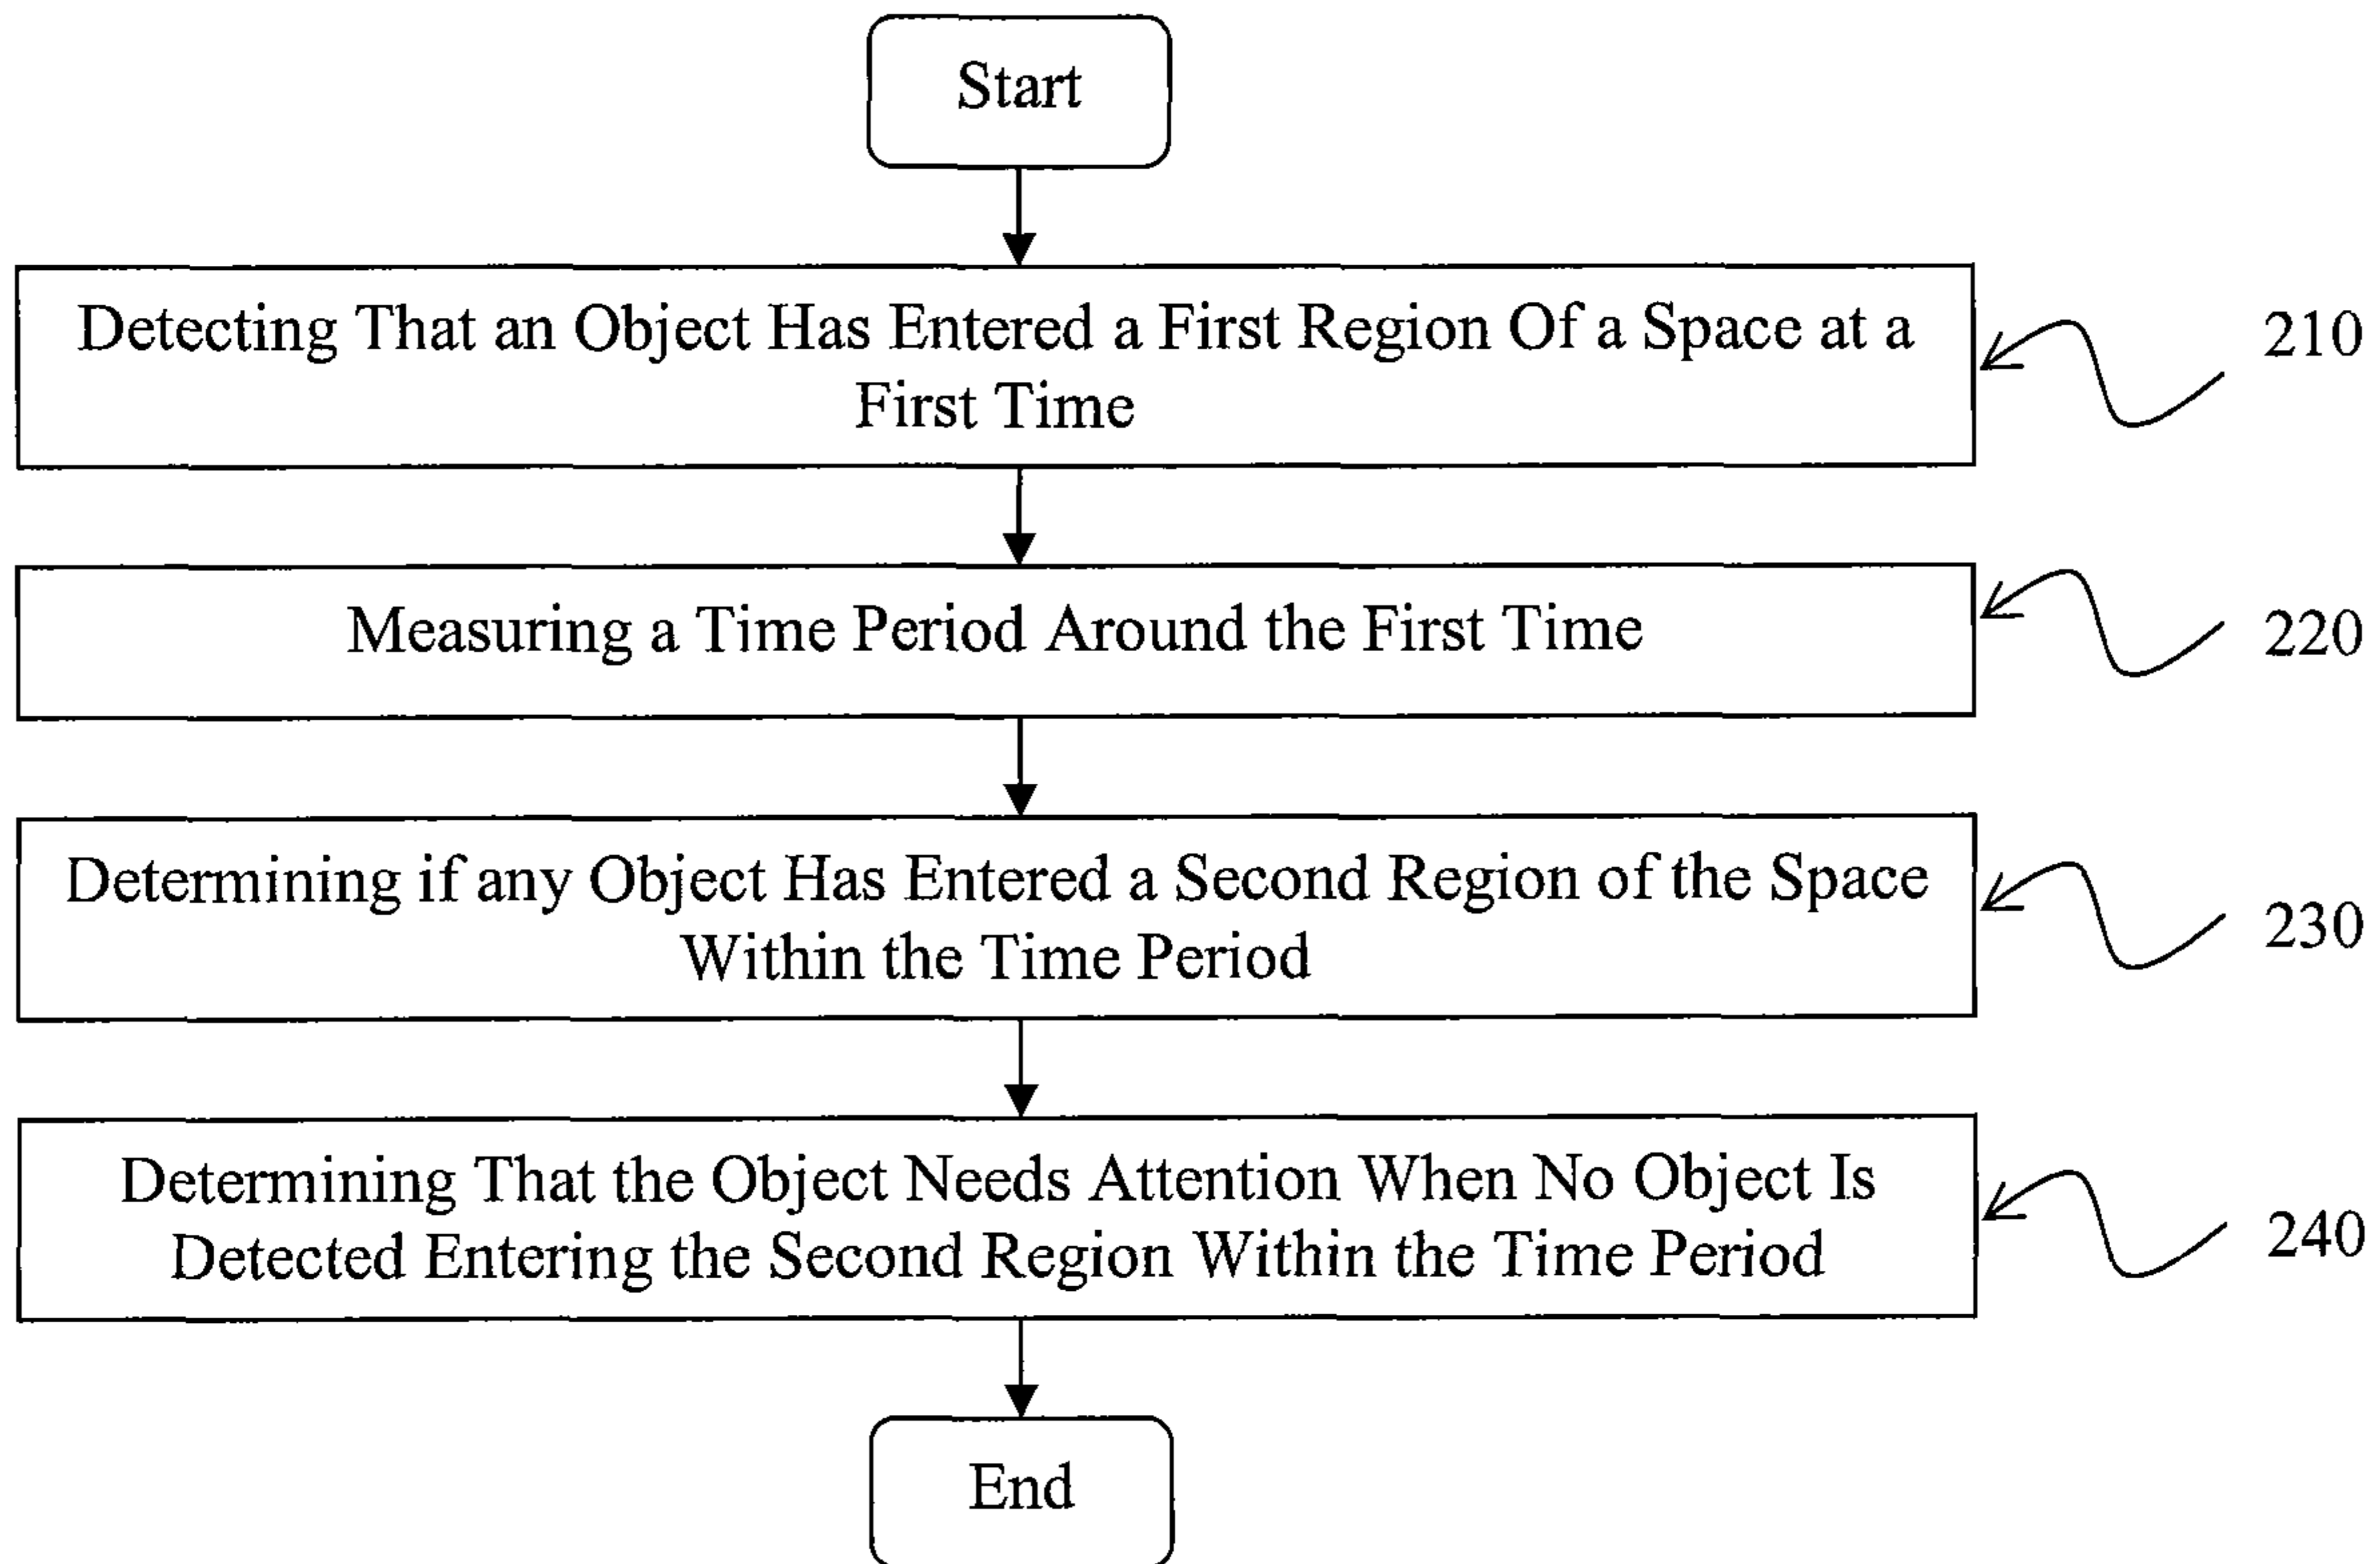 Start
Detecting That an Object Has Entered a First Region Of a Space at a
First Time
210
Measuring a Time Period Around the First Time
220
Determining if any Object Has Entered a Second Region of the Space
Within the Time Period
230
Determining That the Object Needs Attention When No Object Is
Detected Entering the Second Region Within the Time Period
240
End